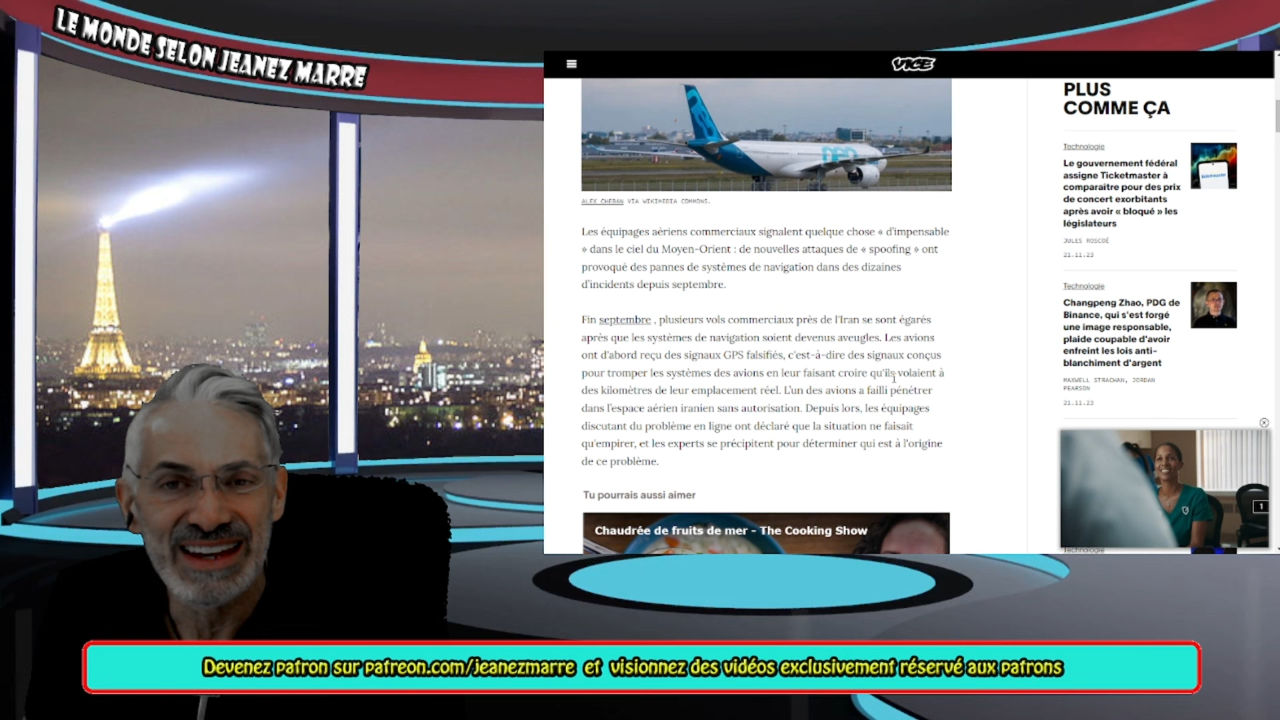 LE MONDE SELON JEANEZ MARRE
VICE
ALEX CHEBAN VIA WIKIMEDIA COMMONS.
Les équipages aériens commerciaux signalent quelque chose « d'impensable
» dans le ciel du Moyen-Orient : de nouvelles attaques de « spoofing » ont
provoqué des pannes de systèmes de navigation dans des dizaines
d'incidents depuis septembre.
Fin septembre , plusieurs vols commerciaux près de l'Iran se sont égarés
après que les systèmes de navigation soient devenus aveugles. Les avions
ont d'abord reçu des signaux GPS falsifiés, c'est-à-dire des signaux conçus
pour tromper les systèmes des avions en leur faisant croire qu'ils volaient à
des kilomètres de leur emplacement réel. L'un des avions a failli pénétrer
dans l'espace aérien iranien sans autorisation. Depuis lors, les équipages
discutant du problème en ligne ont déclaré que la situation ne faisait
qu'empirer, et les experts se précipitent pour déterminer qui est à l'origine
de ce problème.
Tu pourrais aussi aimer
Chaudrée de fruits de mer - The Cooking Show
PLUS
COMME ÇA
Technologie
Le gouvernement fédéral
assigne Ticketmaster à
comparaître pour des prix
de concert exorbitants
après avoir « bloqué » les
législateurs
JULES ROSCOE
21.11.23
Technologie
Changpeng Zhao, PDG de
Binance, qui s'est forgé
une image responsable,
plaide coupable d'avoir
enfreint les lois anti-
blanchiment d'argent
MAXWELL STRACHAN, JORDAN
PEARSON
21.11.23
1
Technologie
Devenez patron sur patreon.com/jeanezmarre et visionnez des vidéos exclusivement réservé aux patrons